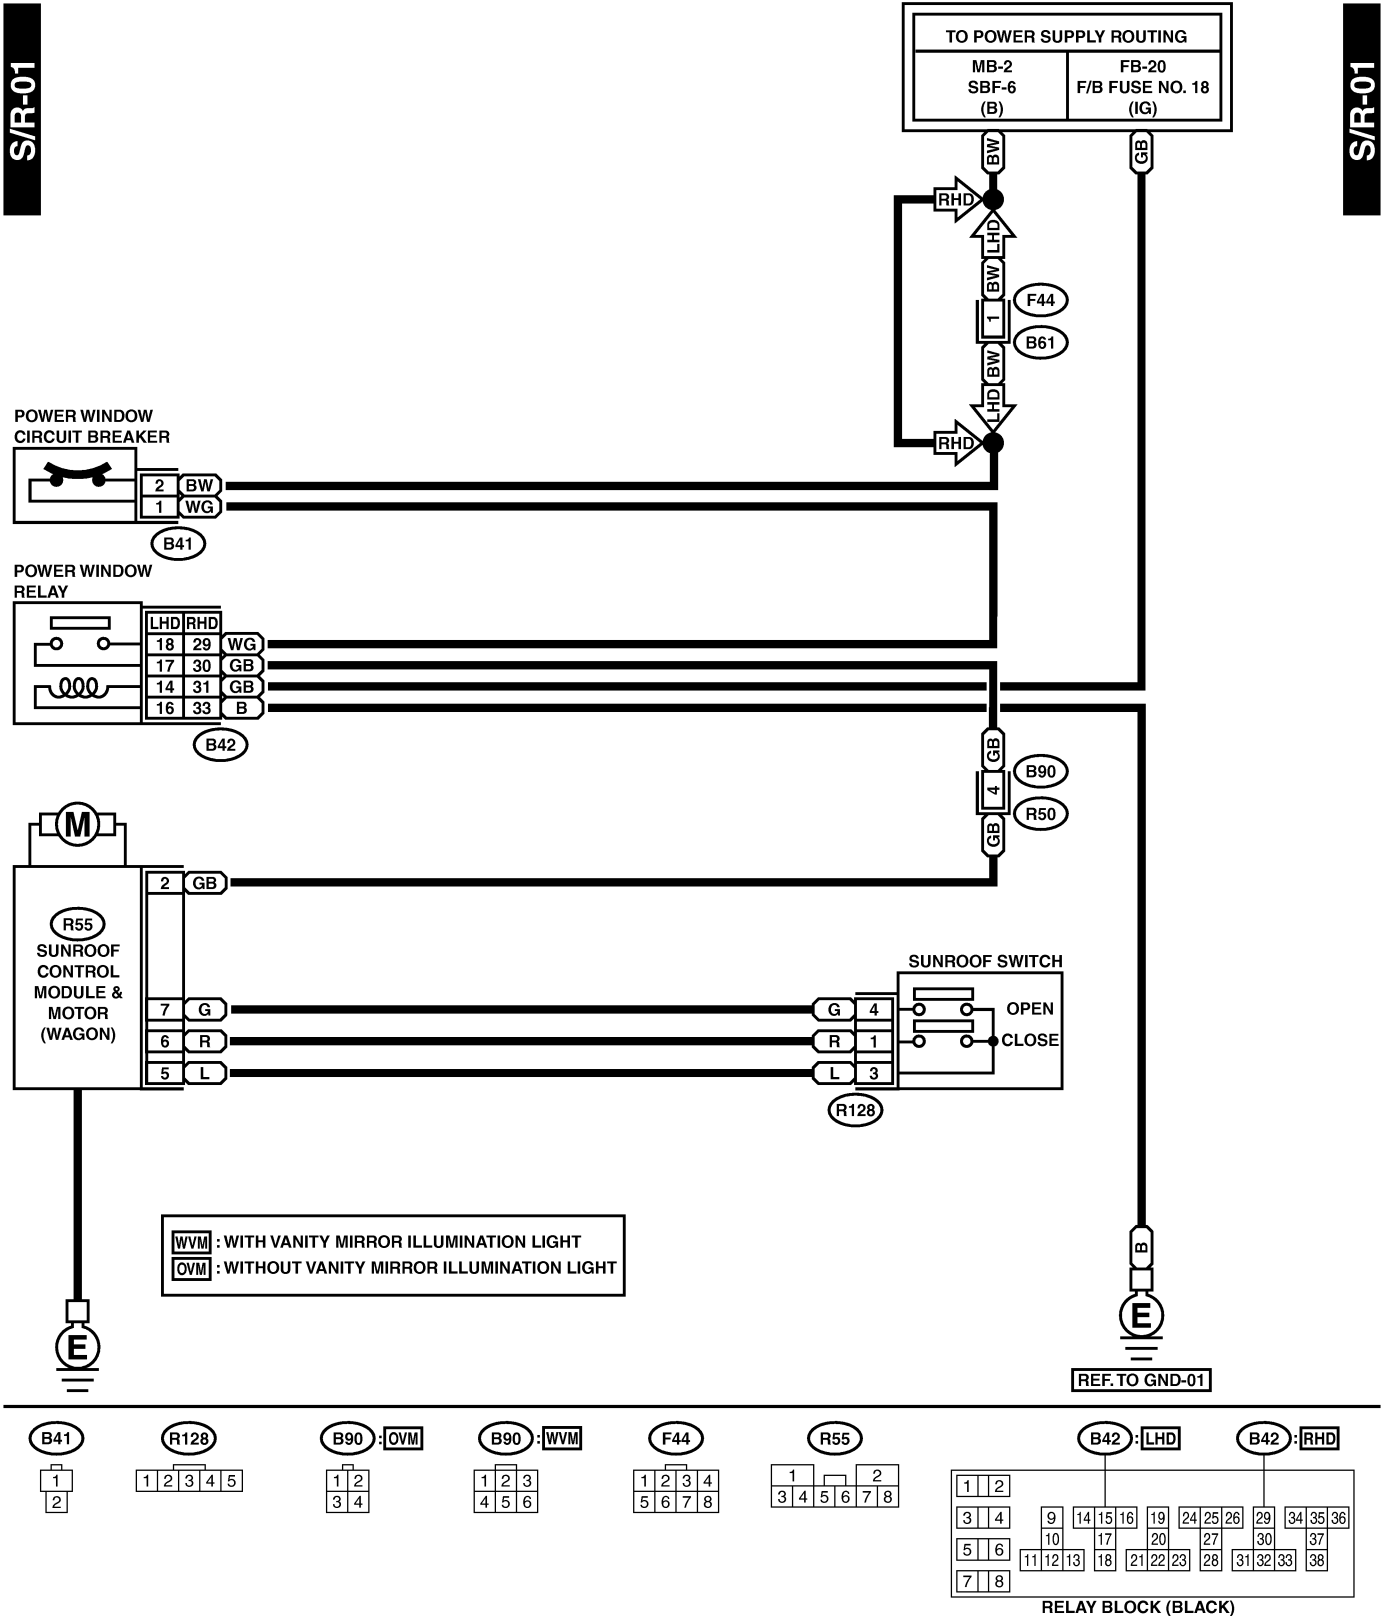 S/R-01
S/R-01
TO POWER SUPPLY ROUTING
MB-2
SBF-6
(B)
FB-20
F/B FUSE NO. 18
(IG)
BW
GB
RHD
LHD
BW
F44
1
B61
BW
LHD
RHD
POWER WINDOW
CIRCUIT BREAKER
2 BW
1 WG
B41
POWER WINDOW
RELAY
LHD RHD
18 29 WG
17 30 GB
14 31 GB
16 33 B
B42
GB
B90
4
R50
GB
M
2 GB
R55
SUNROOF
CONTROL
MODULE &
MOTOR
(WAGON)
7 G
6 R
5 L
SUNROOF SWITCH
G 4 OPEN
R 1 CLOSE
L 3
R128
WVM : WITH VANITY MIRROR ILLUMINATION LIGHT
OVM : WITHOUT VANITY MIRROR ILLUMINATION LIGHT
B
E
E
REF. TO GND-01
B41
1
2
R128
1 2 3 4 5
B90 : OVM
1 2
3 4
B90 : WVM
1 2 3
4 5 6
F44
1 2 3 4
5 6 7 8
R55
1 2
3 4 5 6 7 8
B42 : LHD
B42 : RHD
1 2
3 4 9 14 15 16 19 24 25 26 29 34 35 36
10 17 20 27 30 37
5 6 11 12 13 18 21 22 23 28 31 32 33 38
7 8
RELAY BLOCK (BLACK)